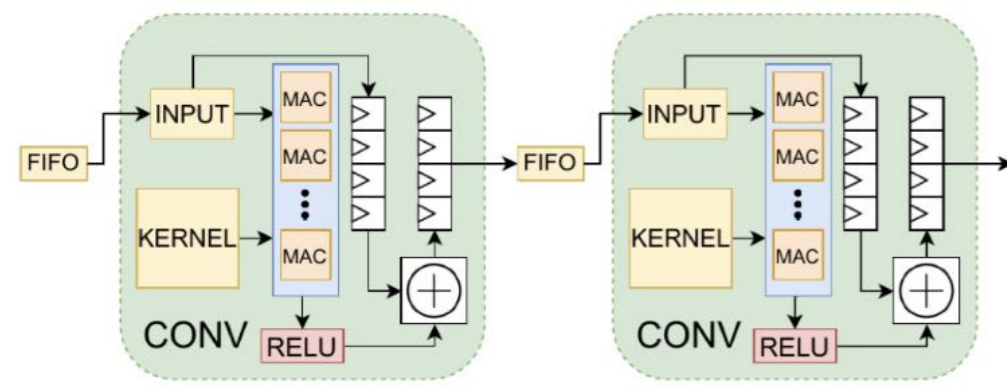 FIFO
INPUT
KERNEL
MAC
MAC
MAC
CONV
RELU
FIFO
INPUT
KERNEL
MAC
MAC
MAC
CONV
RELU